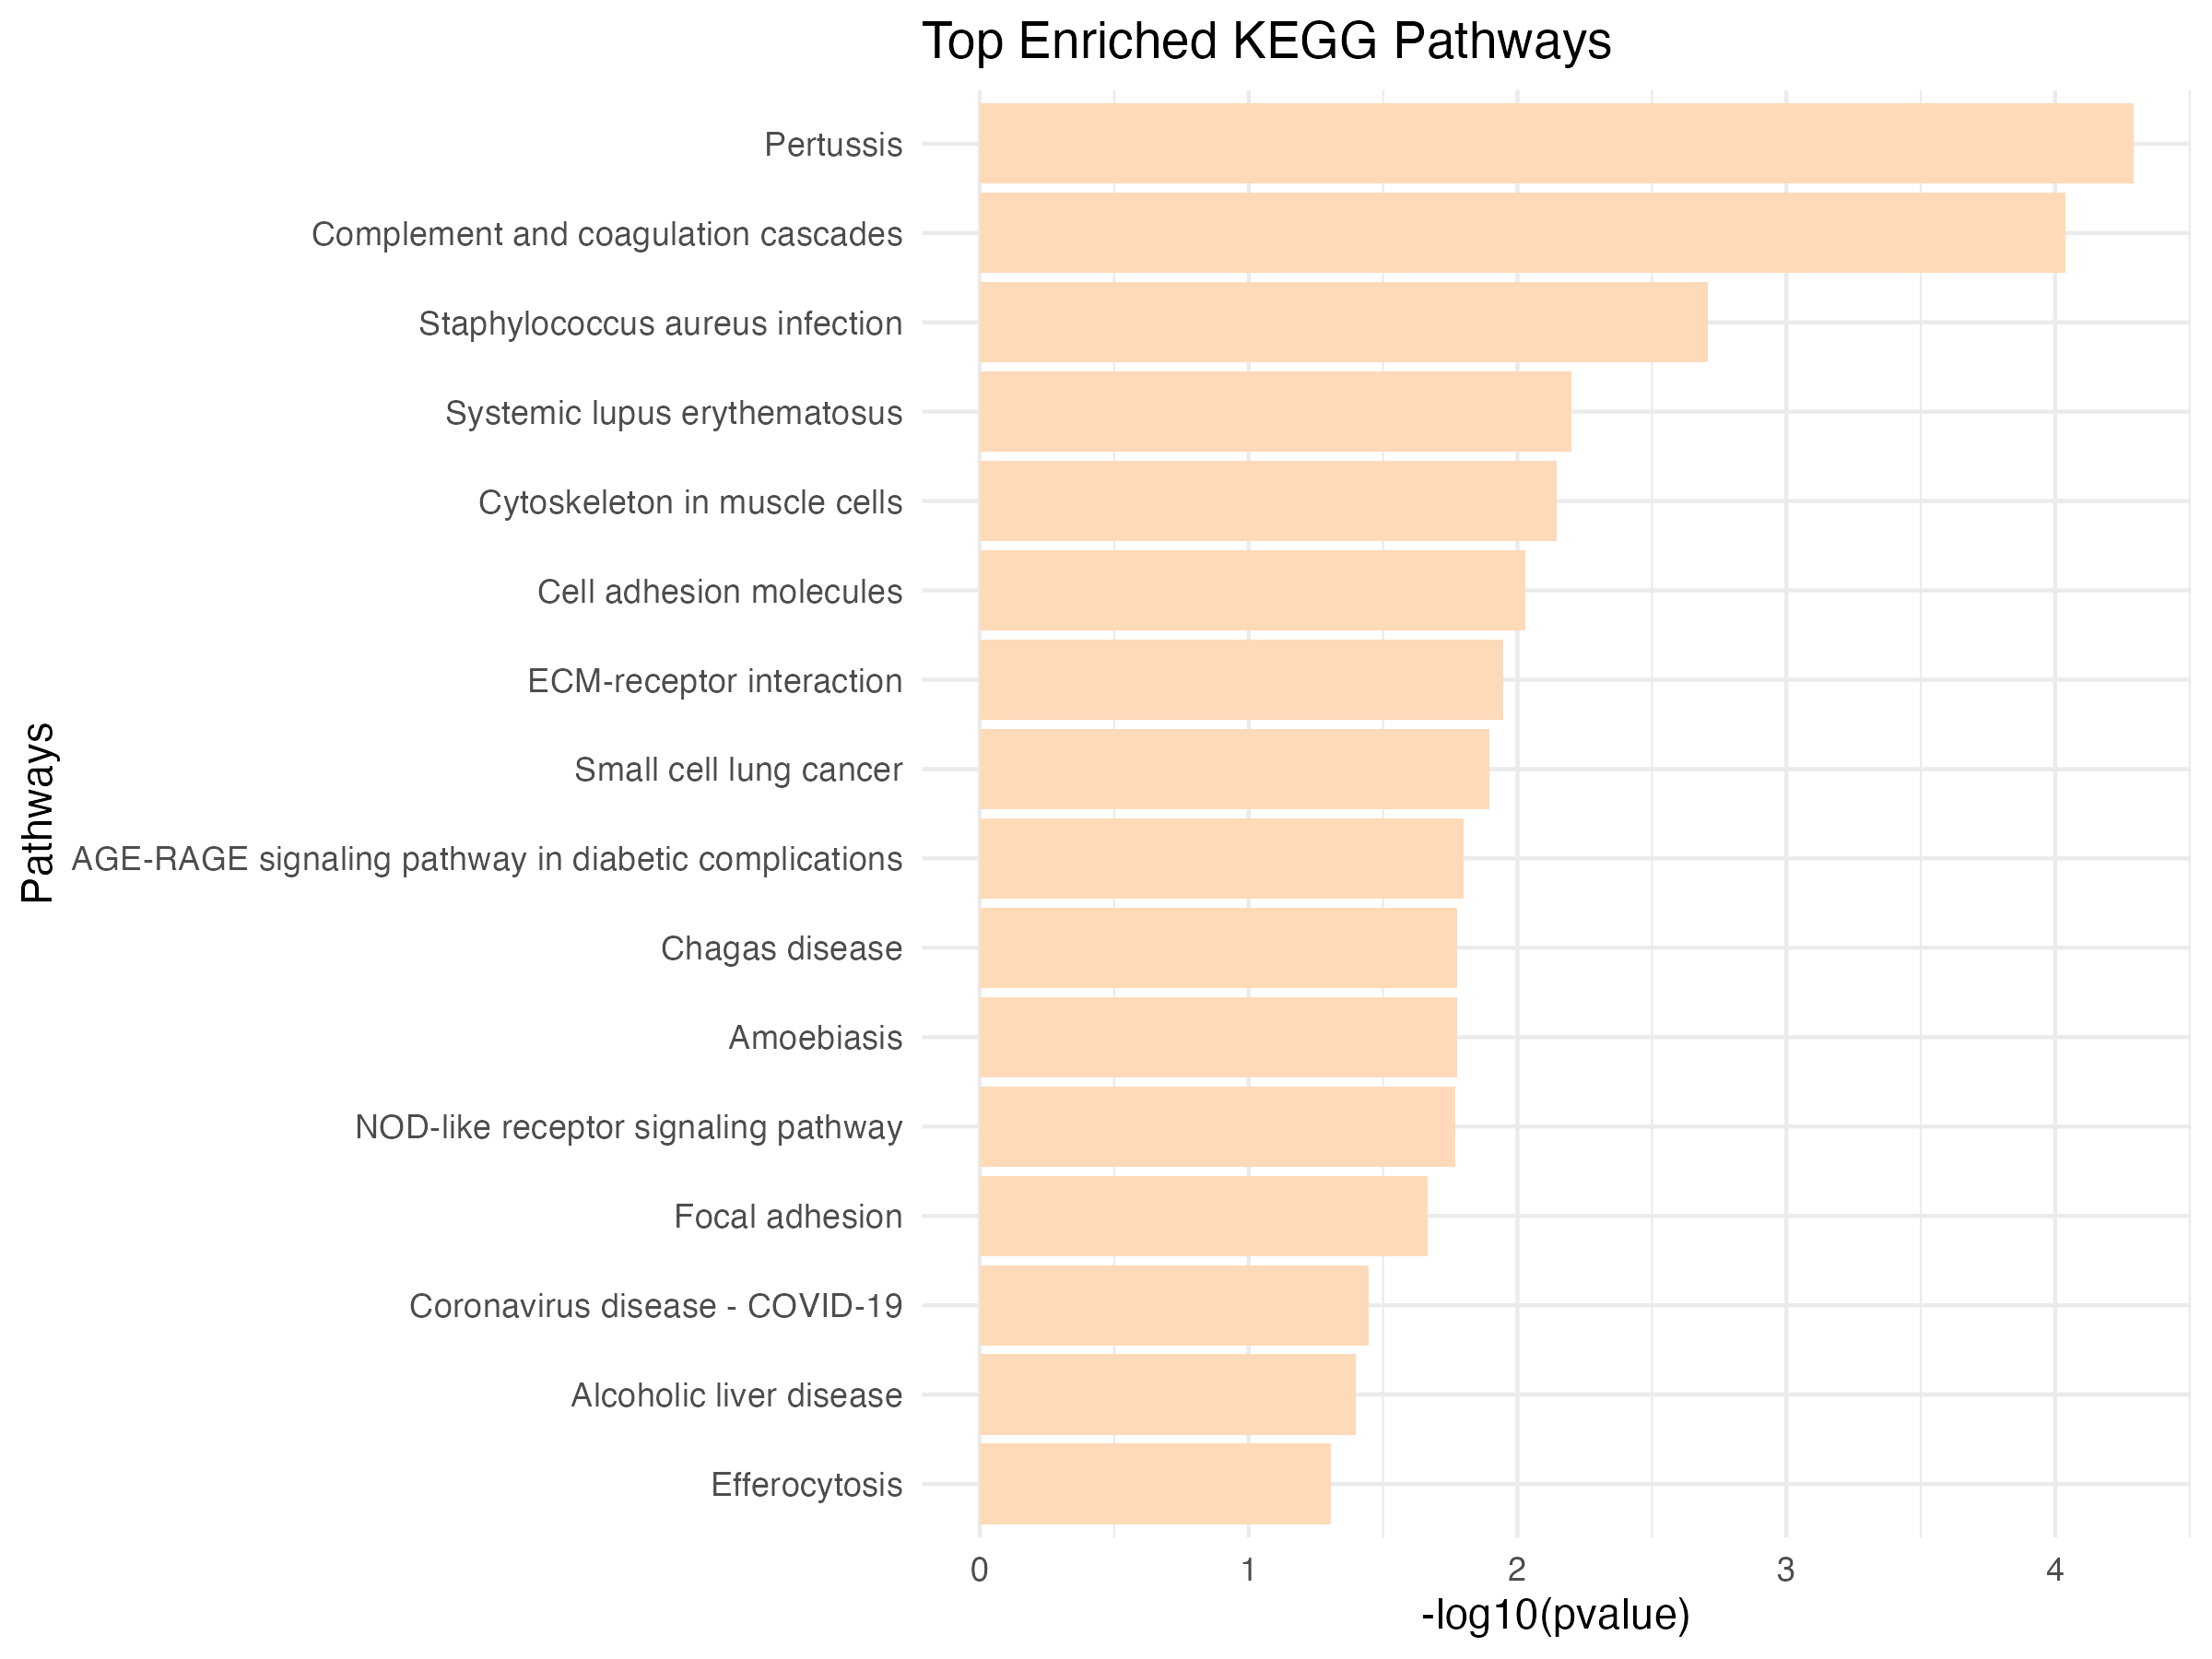 Top Enriched KEGG Pathways
Pertussis
Complement and coagulation cascades
Staphylococcus aureus infection
Systemic lupus erythematosus
Cytoskeleton in muscle cells
Cell adhesion molecules
ECM-receptor interaction
Small cell lung cancer
AGE-RAGE signaling pathway in diabetic complications
Chagas disease
Amoebiasis
NOD-like receptor signaling pathway
Focal adhesion
Coronavirus disease - COVID-19
Alcoholic liver disease
Efferocytosis
Pathways
0 1 2 3 4
-log10(pvalue)